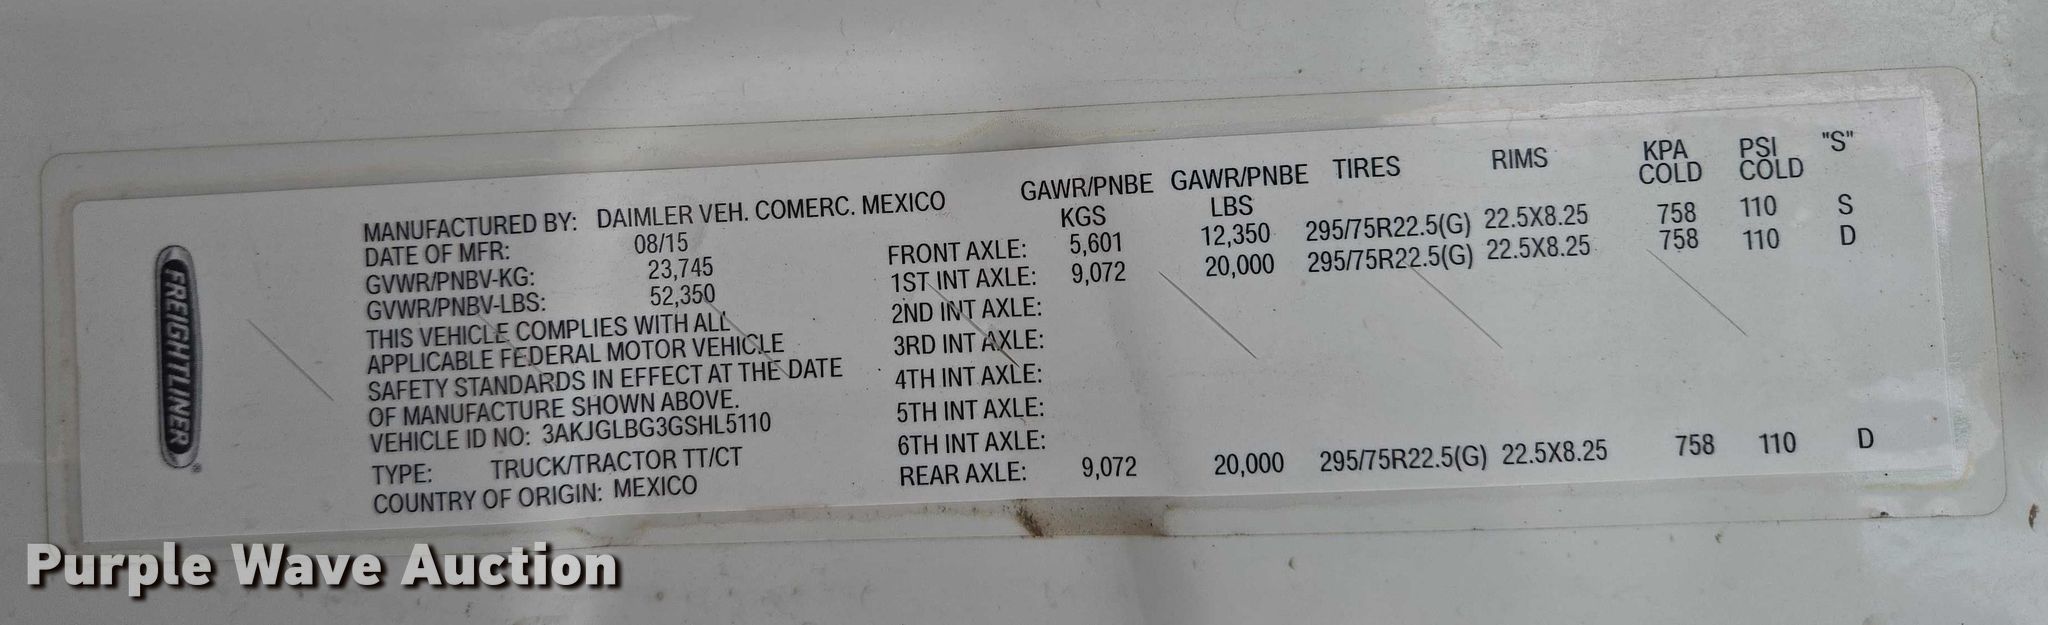 FREIGHTLINER®
MANUFACTURED BY: DAIMLER VEH. COMERC. MEXICO
DATE OF MFR: 08/15
GVWR/PNBV-KG: 23,745
GVWR/PNBV-LBS: 52,350
THIS VEHICLE COMPLIES WITH ALL
APPLICABLE FEDERAL MOTOR VEHICLE
SAFETY STANDARDS IN EFFECT AT THE DATE
OF MANUFACTURE SHOWN ABOVE.
VEHICLE ID NO: 3AKJGLBG3GSHL5110
TYPE: TRUCK/TRACTOR TT/CT
COUNTRY OF ORIGIN: MEXICO
GAWR/PNBE GAWR/PNBE TIRES RIMS KPA PSI "S"
KGS LBS COLD COLD
FRONT AXLE: 5,601 12,350 295/75R22.5(G) 22.5X8.25 758 110 S
1ST INT AXLE: 9,072 20,000 295/75R22.5(G) 22.5X8.25 758 110 D
2ND INT AXLE:
3RD INT AXLE:
4TH INT AXLE:
5TH INT AXLE:
6TH INT AXLE:
REAR AXLE: 9,072 20,000 295/75R22.5(G) 22.5X8.25 758 110 D
Purple Wave Auction